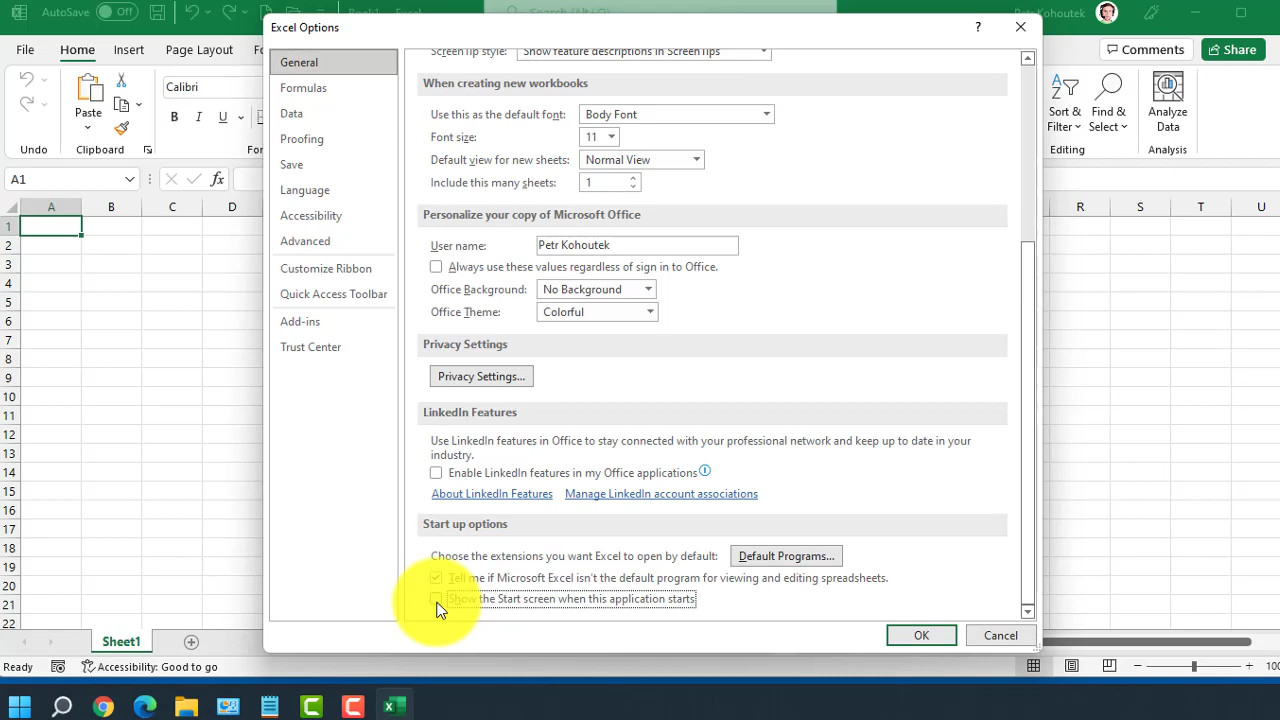 AutoSave Off Book1 - Excel Search (Alt+Q) Petr Kohoutek
Excel Options ?
File Home Insert Page Layout Comments Share
General
Formulas
Data
Proofing
Save
Language
Accessibility
Advanced
Customize Ribbon
Quick Access Toolbar
Add-ins
Trust Center
ScreenTip style: Show feature descriptions in ScreenTips
When creating new workbooks
Use this as the default font: Body Font
Font size: 11
Default view for new sheets: Normal View
Include this many sheets: 1
Personalize your copy of Microsoft Office
User name: Petr Kohoutek
Always use these values regardless of sign in to Office.
Office Background: No Background
Office Theme: Colorful
Privacy Settings
Privacy Settings...
LinkedIn Features
Use LinkedIn features in Office to stay connected with your professional network and keep up to date in your
industry.
Enable LinkedIn features in my Office applications
About LinkedIn Features Manage LinkedIn account associations
Start up options
Choose the extensions you want Excel to open by default: Default Programs...
Tell me if Microsoft Excel isn't the default program for viewing and editing spreadsheets.
Show the Start screen when this application starts
OK Cancel
Paste
Calibri
B I U
Undo Clipboard
Sort &
Filter
Find &
Select
Analyze
Data
Editing Analysis
A1 fx
A B C D R S T U
1
2
3
4
5
6
7
8
9
10
11
12
13
14
15
16
17
18
19
20
21
22
Sheet1
Ready Accessibility: Good to go 100